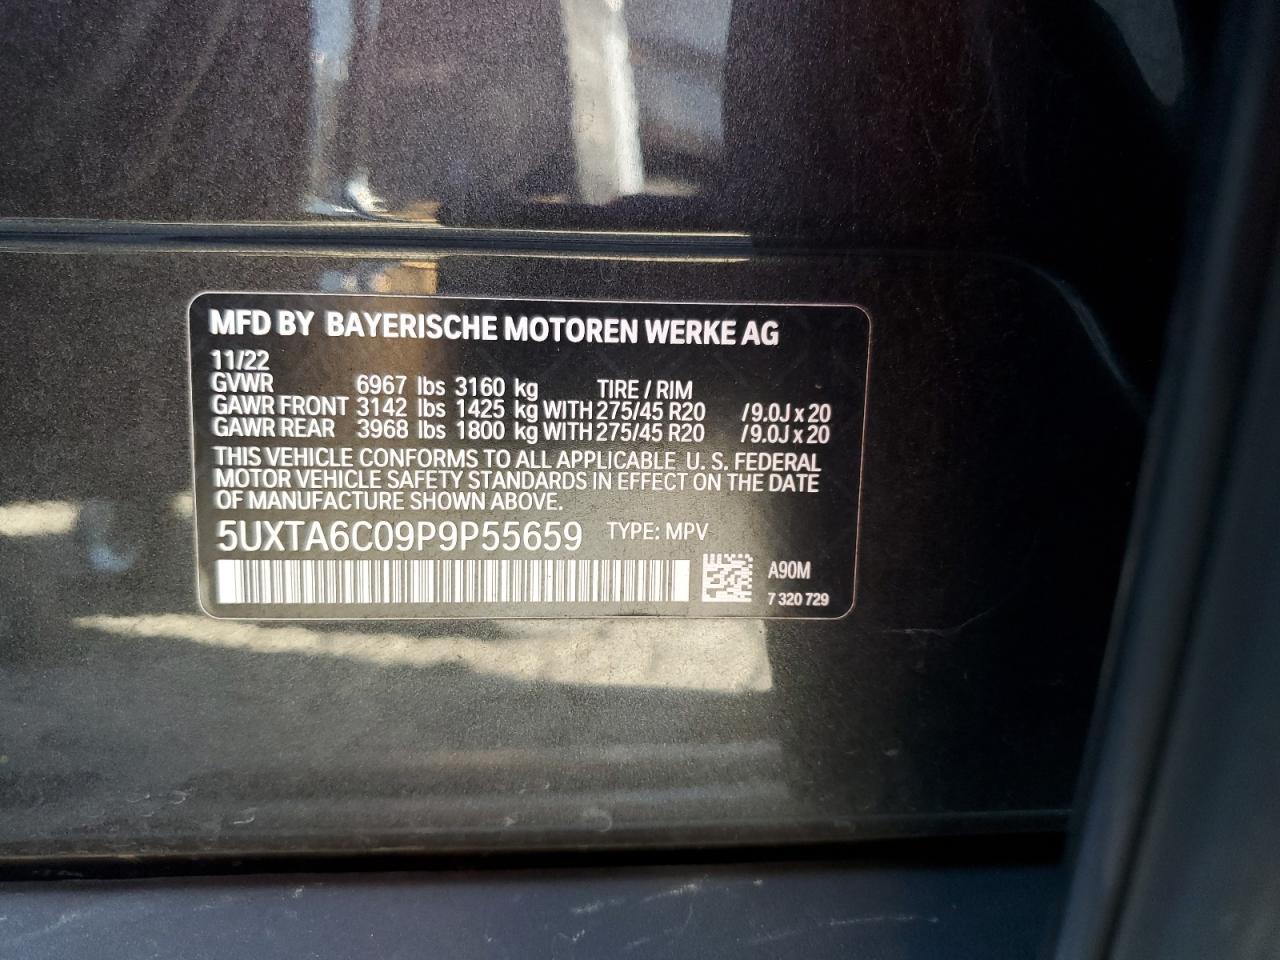 MFD BY BAYERISCHE MOTOREN WERKE AG
11/22
GVWR 6967 lbs 3160 kg TIRE / RIM
GAWR FRONT 3142 lbs 1425 kg WITH 275/45 R20 /9.0J x 20
GAWR REAR 3968 lbs 1800 kg WITH 275/45 R20 /9.0J x 20
THIS VEHICLE CONFORMS TO ALL APPLICABLE U. S. FEDERAL
MOTOR VEHICLE SAFETY STANDARDS IN EFFECT ON THE DATE
OF MANUFACTURE SHOWN ABOVE.
5UXTA6C09P9P55659 TYPE: MPV
A90M
7 320 729